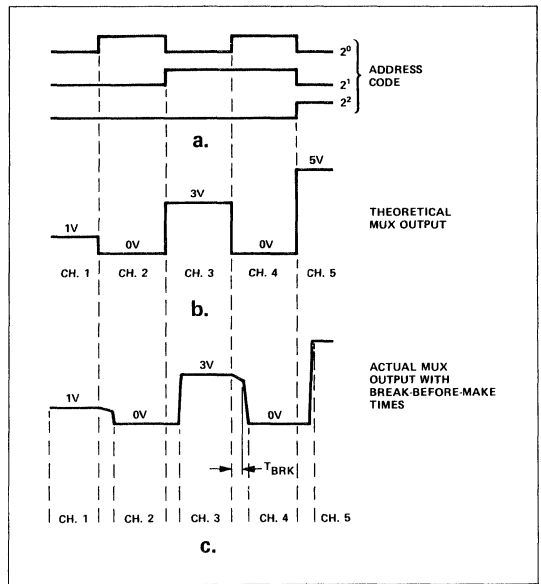 2⁰
2¹
2²
ADDRESS
CODE
a.
1V
0V
3V
0V
5V
THEORETICAL
MUX OUTPUT
CH. 1
CH. 2
CH. 3
CH. 4
CH. 5
b.
1V
0V
3V
0V
ACTUAL MUX
OUTPUT WITH
BREAK-BEFORE-MAKE
TIMES
TBRK
CH. 1
CH. 2
CH. 3
CH. 4
CH. 5
c.